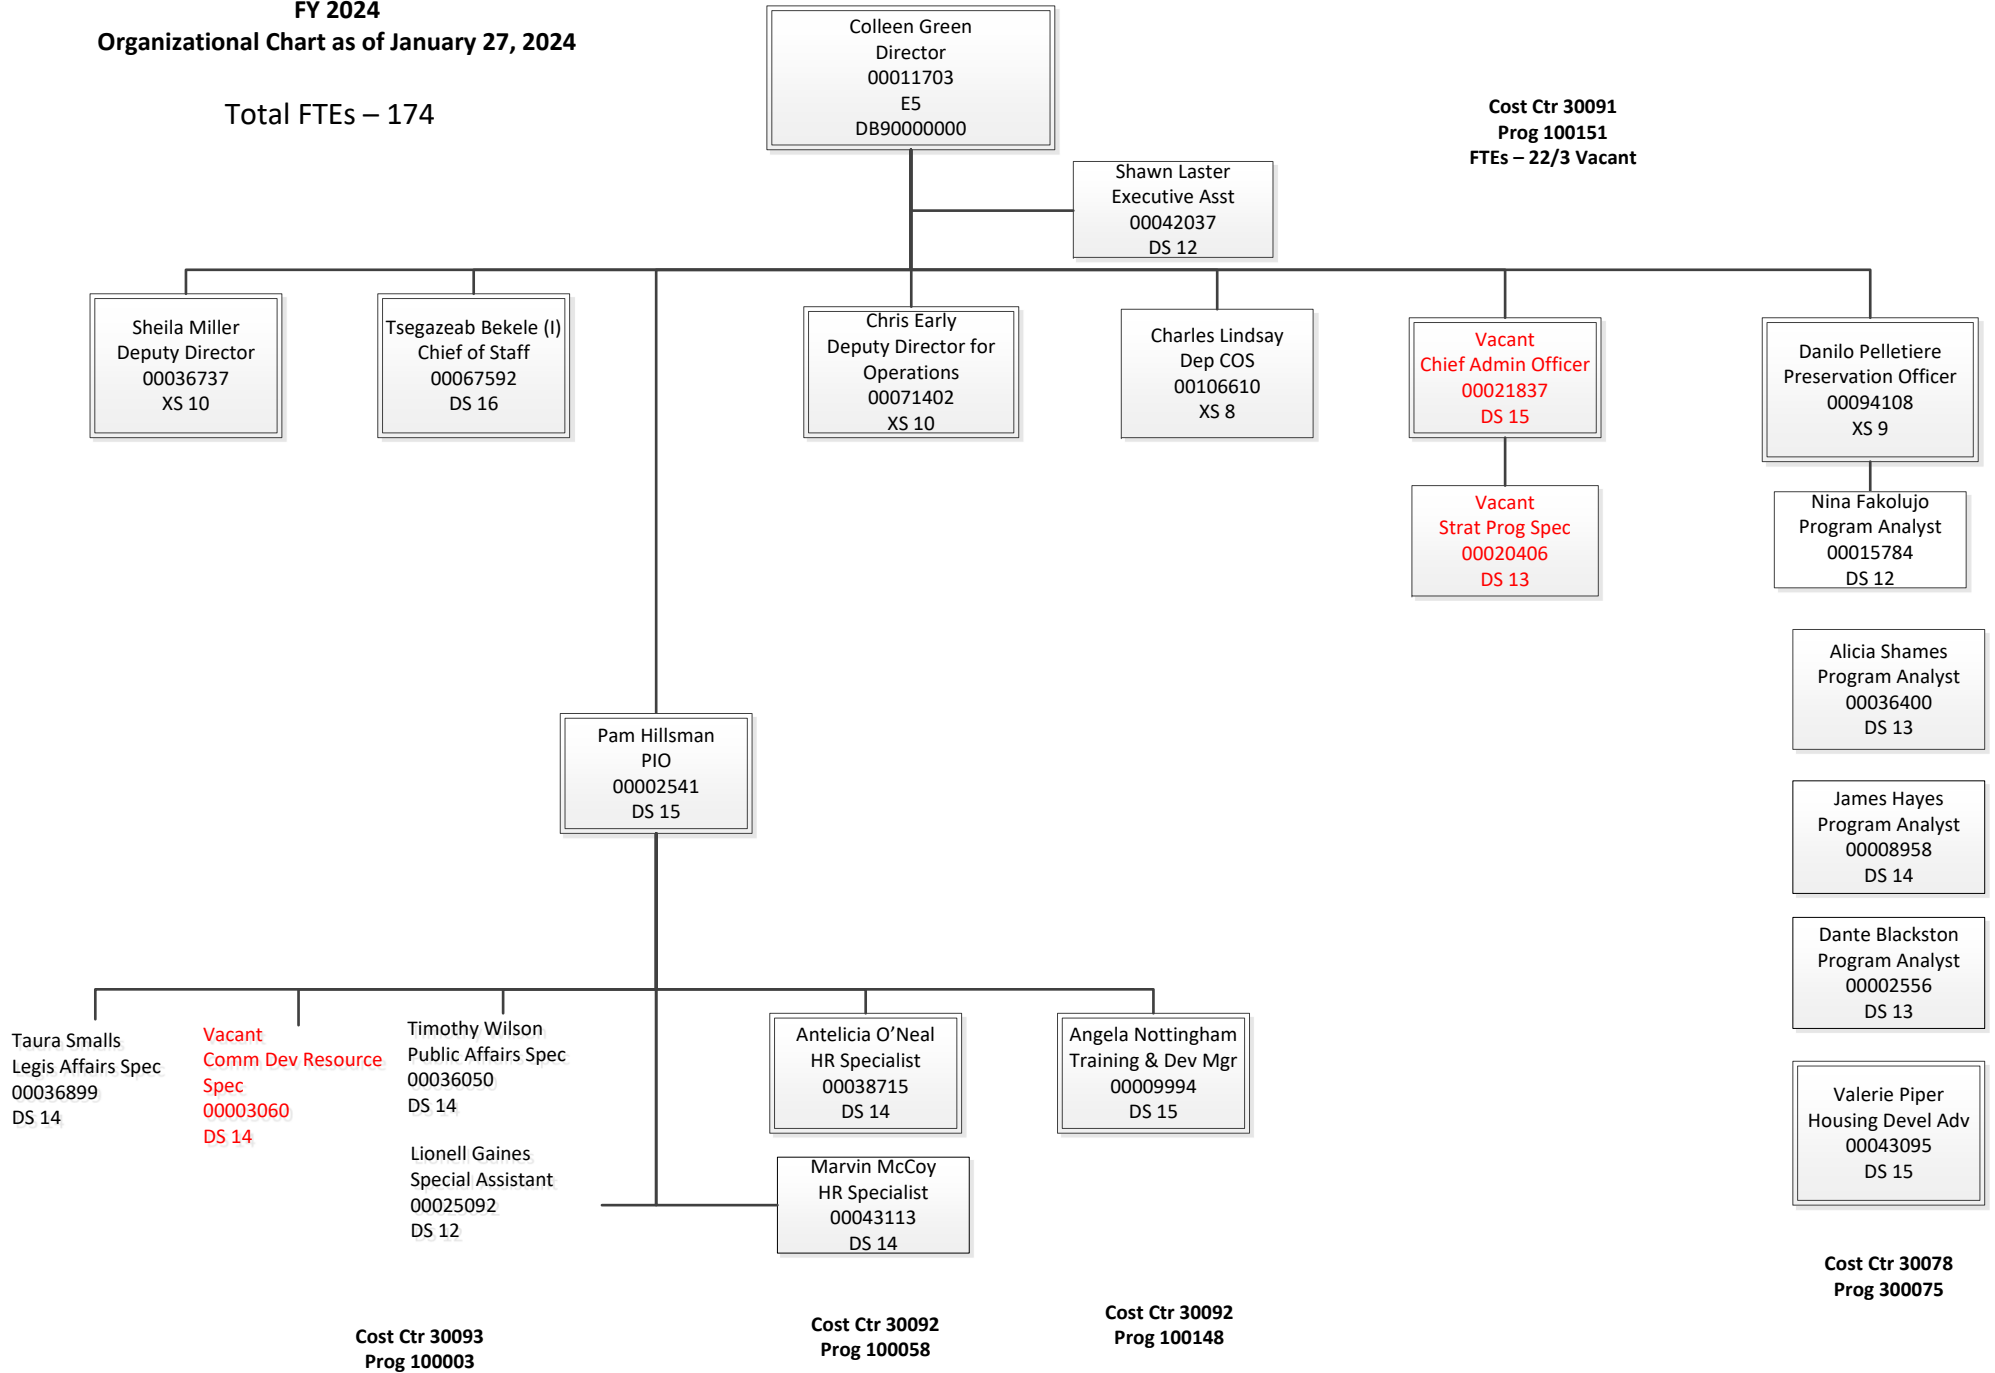 FY 2024
Organizational Chart as of January 27, 2024
Total FTEs – 174
Colleen Green
Director
00011703
E5
DB90000000
Cost Ctr 30091
Prog 100151
FTEs – 22/3 Vacant
Shawn Laster
Executive Asst
00042037
DS 12
Sheila Miller
Deputy Director
00036737
XS 10
Tsegazeab Bekele (I)
Chief of Staff
00067592
DS 16
Chris Early
Deputy Director for
Operations
00071402
XS 10
Charles Lindsay
Dep COS
00106610
XS 8
Vacant
Chief Admin Officer
00021837
DS 15
Danilo Pelletiere
Preservation Officer
00094108
XS 9
Vacant
Strat Prog Spec
00020406
DS 13
Nina Fakolujo
Program Analyst
00015784
DS 12
Alicia Shames
Program Analyst
00036400
DS 13
Pam Hillsman
PIO
00002541
DS 15
James Hayes
Program Analyst
00008958
DS 14
Dante Blackston
Program Analyst
00002556
DS 13
Taura Smalls
Legis Affairs Spec
00036899
DS 14
Vacant
Comm Dev Resource
Spec
00003060
DS 14
Timothy Wilson
Public Affairs Spec
00036050
DS 14
Antelicia O’Neal
HR Specialist
00038715
DS 14
Angela Nottingham
Training & Dev Mgr
00009994
DS 15
Valerie Piper
Housing Devel Adv
00043095
DS 15
Lionell Gaines
Special Assistant
00025092
DS 12
Marvin McCoy
HR Specialist
00043113
DS 14
Cost Ctr 30078
Prog 300075
Cost Ctr 30093
Prog 100003
Cost Ctr 30092
Prog 100058
Cost Ctr 30092
Prog 100148